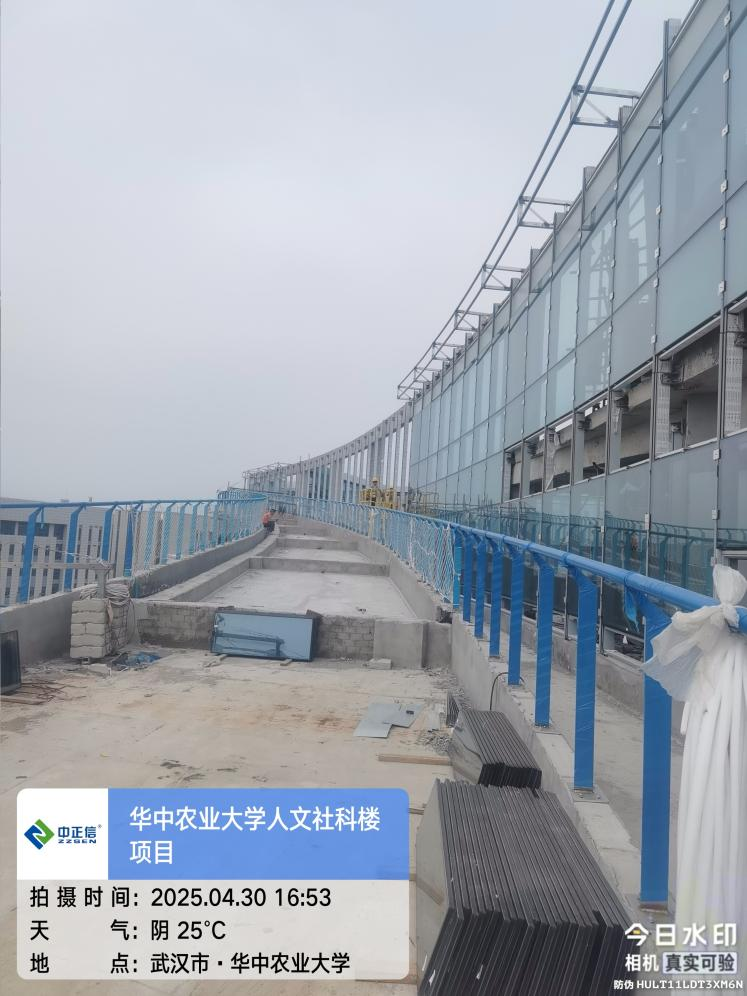 中正信®
ZZSEN
华中农业大学人文社科楼
项目
拍摄时间：2025.04.30 16:53
天气：阴 25℃
地点：武汉市·华中农业大学
今日水印
相机 真实可验
防伪 HULT11LDT3XM6N